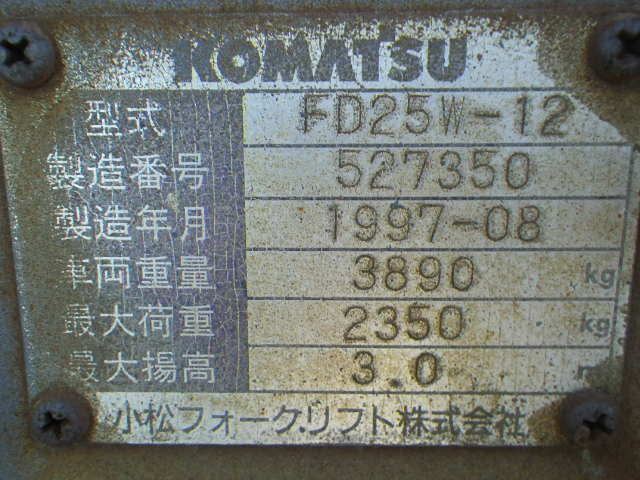 KOMATSU
型式 FD25W-12
製造番号 527350
製造年月 1997-08
車両重量 3890 kg
最大荷重 2350 kg
最大揚高 3.0 m
小松フォークリフト株式会社